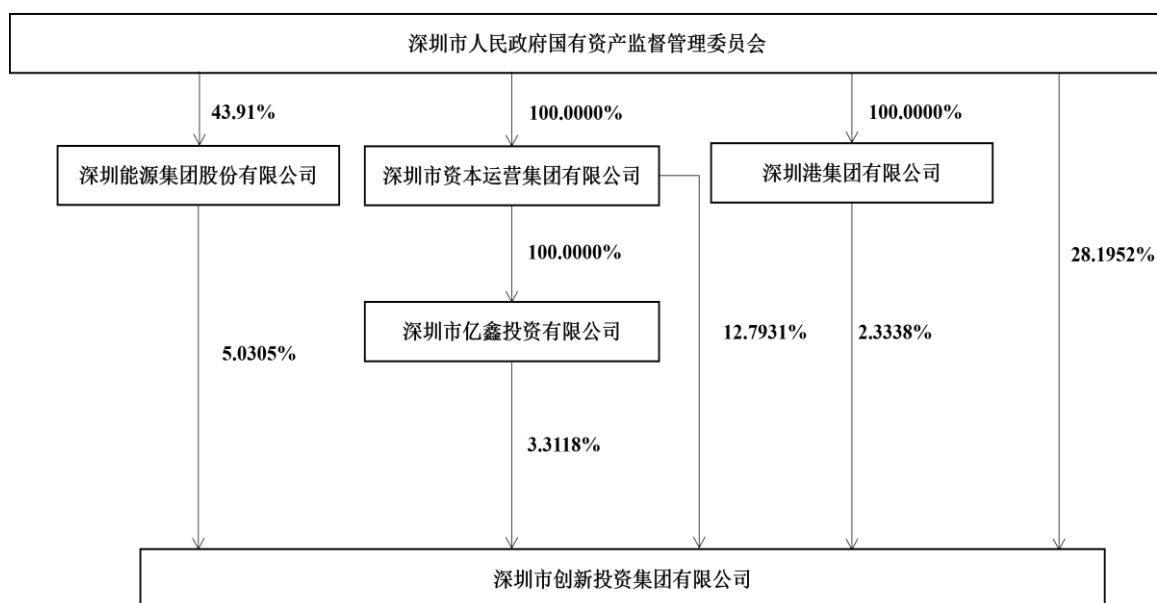 深圳市人民政府国有资产监督管理委员会
43.91%
100.0000%
100.0000%
深圳能源集团股份有限公司
深圳市资本运营集团有限公司
深圳港集团有限公司
100.0000%
28.1952%
深圳市亿鑫投资有限公司
12.7931%
2.3338%
5.0305%
3.3118%
深圳市创新投资集团有限公司